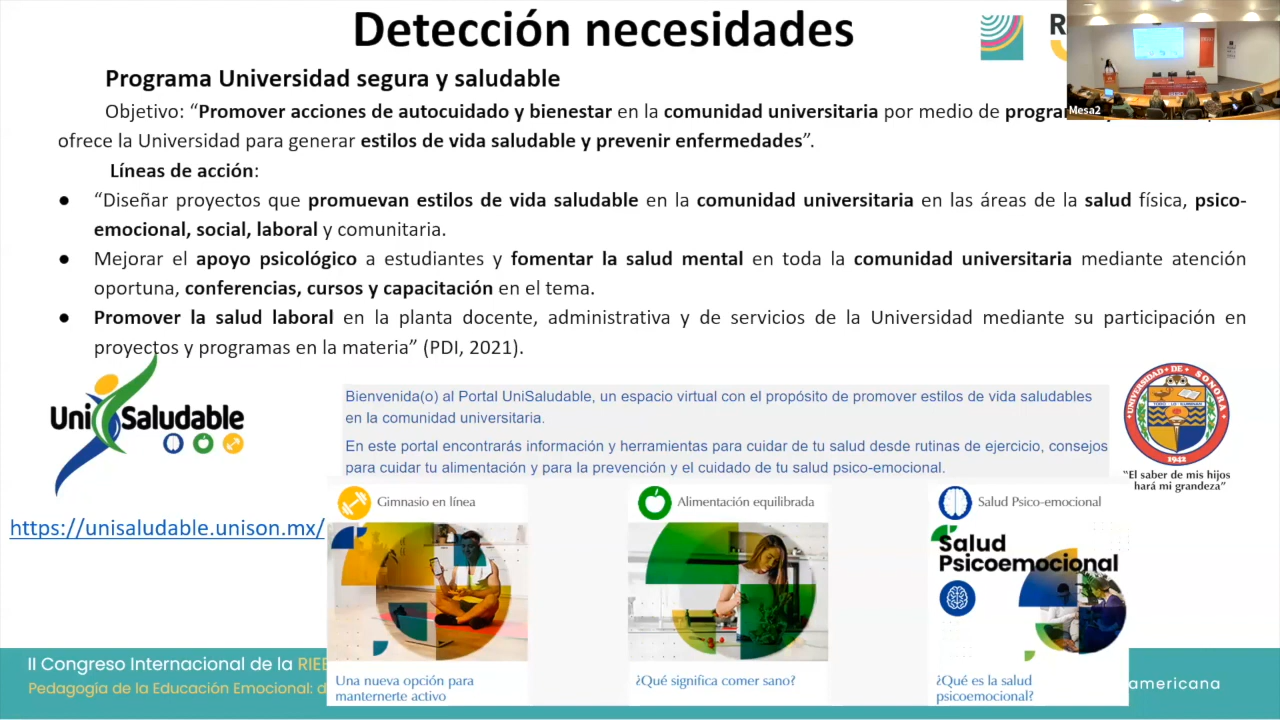 Detección necesidades
Mesa2
Programa Universidad segura y saludable
Objetivo: “Promover acciones de autocuidado y bienestar en la comunidad universitaria por medio de
ofrece la Universidad para generar estilos de vida saludable y prevenir enfermedades”.
Líneas de acción:
● “Diseñar proyectos que promuevan estilos de vida saludable en la comunidad universitaria en las áreas de la salud física, psico-
emocional, social, laboral y comunitaria.
● Mejorar el apoyo psicológico a estudiantes y fomentar la salud mental en toda la comunidad universitaria mediante atención
oportuna, conferencias, cursos y capacitación en el tema.
● Promover la salud laboral en la planta docente, administrativa y de servicios de la Universidad mediante su participación en
proyectos y programas en la materia” (PDI, 2021).
UniSaludable
Bienvenida(o) al Portal UniSaludable, un espacio virtual con el propósito de promover estilos de vida saludables
en la comunidad universitaria.
En este portal encontrarás información y herramientas para cuidar de tu salud desde rutinas de ejercicio, consejos
para cuidar tu alimentación y para la prevención y el cuidado de tu salud psico-emocional.
UNIVERSIDAD DE SONORA
TODO LO ILUMINAN
1942
“El saber de mis hijos
hará mi grandeza”
https://unisaludable.unison.mx/
Gimnasio en línea
Alimentación equilibrada
Salud Psico-emocional
Salud
Psicoemocional
Una nueva opción para
manternerte activo
¿Qué significa comer sano?
¿Qué es la salud
psicoemocional?
II Congreso Internacional de la
Pedagogía de la Educación Emocional:
americana